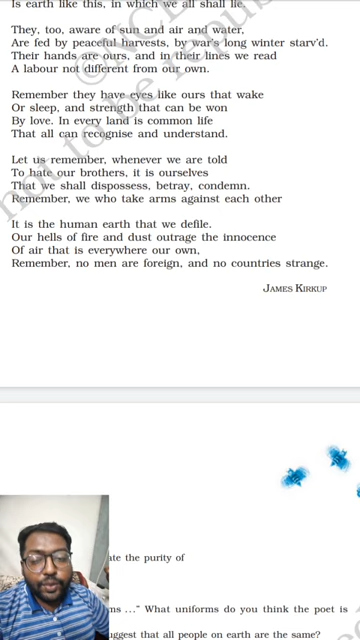 Is earth like this, in which we all shall lie.
They, too, aware of sun and air and water,
Are fed by peaceful harvests, by war's long winter starv'd.
Their hands are ours, and in their lines we read
A labour not different from our own.
Remember they have eyes like ours that wake
Or sleep, and strength that can be won
By love. In every land is common life
That all can recognise and understand.
Let us remember, whenever we are told
To hate our brothers, it is ourselves
That we shall dispossess, betray, condemn.
Remember, we who take arms against each other
It is the human earth that we defile.
Our hells of fire and dust outrage the innocence
Of air that is everywhere our own,
Remember, no men are foreign, and no countries strange.
JAMES KIRKUP
the purity of
…" What uniforms do you think the poet is
that all people on earth are the same?
© NCE
not to be repu